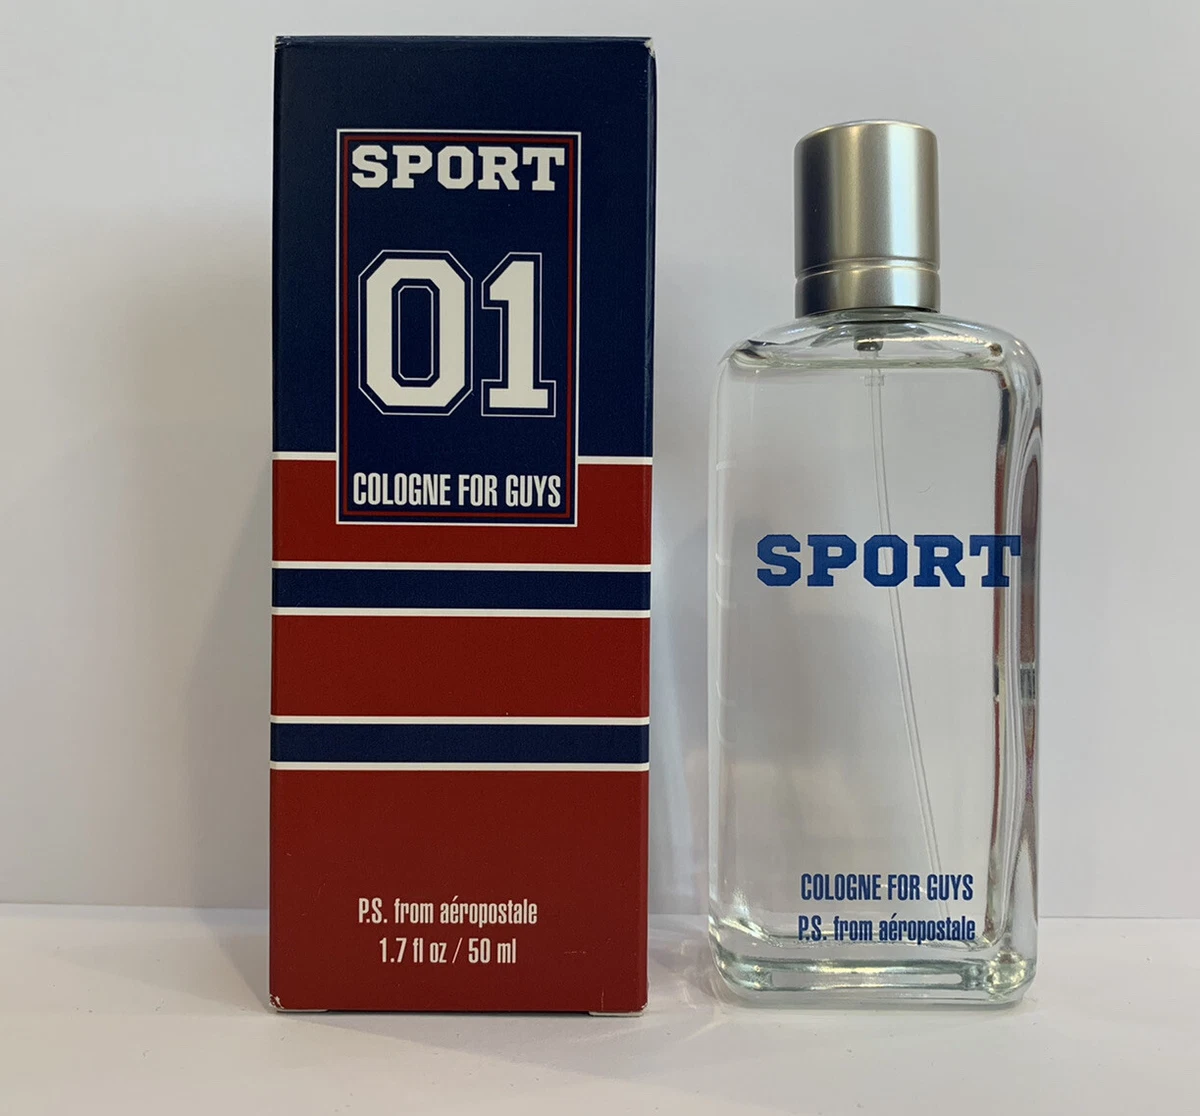 SPORT
01
COLOGNE FOR GUYS
P.S. from aéropostale
1.7 fl oz / 50 ml
SPORT
COLOGNE FOR GUYS
P.S. from aéropostale